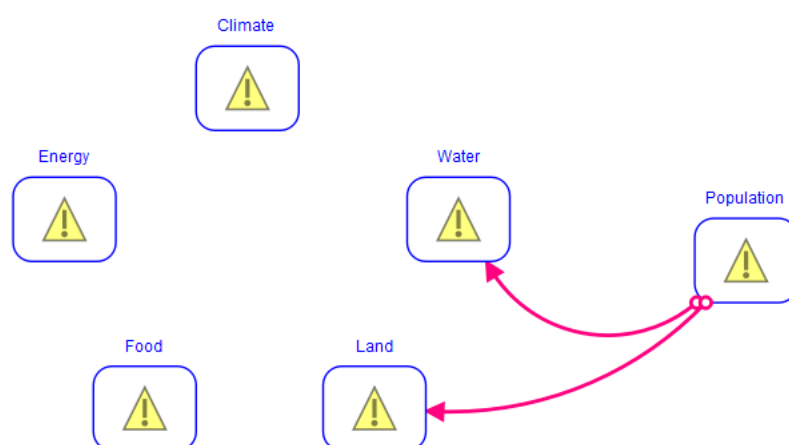 Climate
Energy
Water
Population
Food
Land